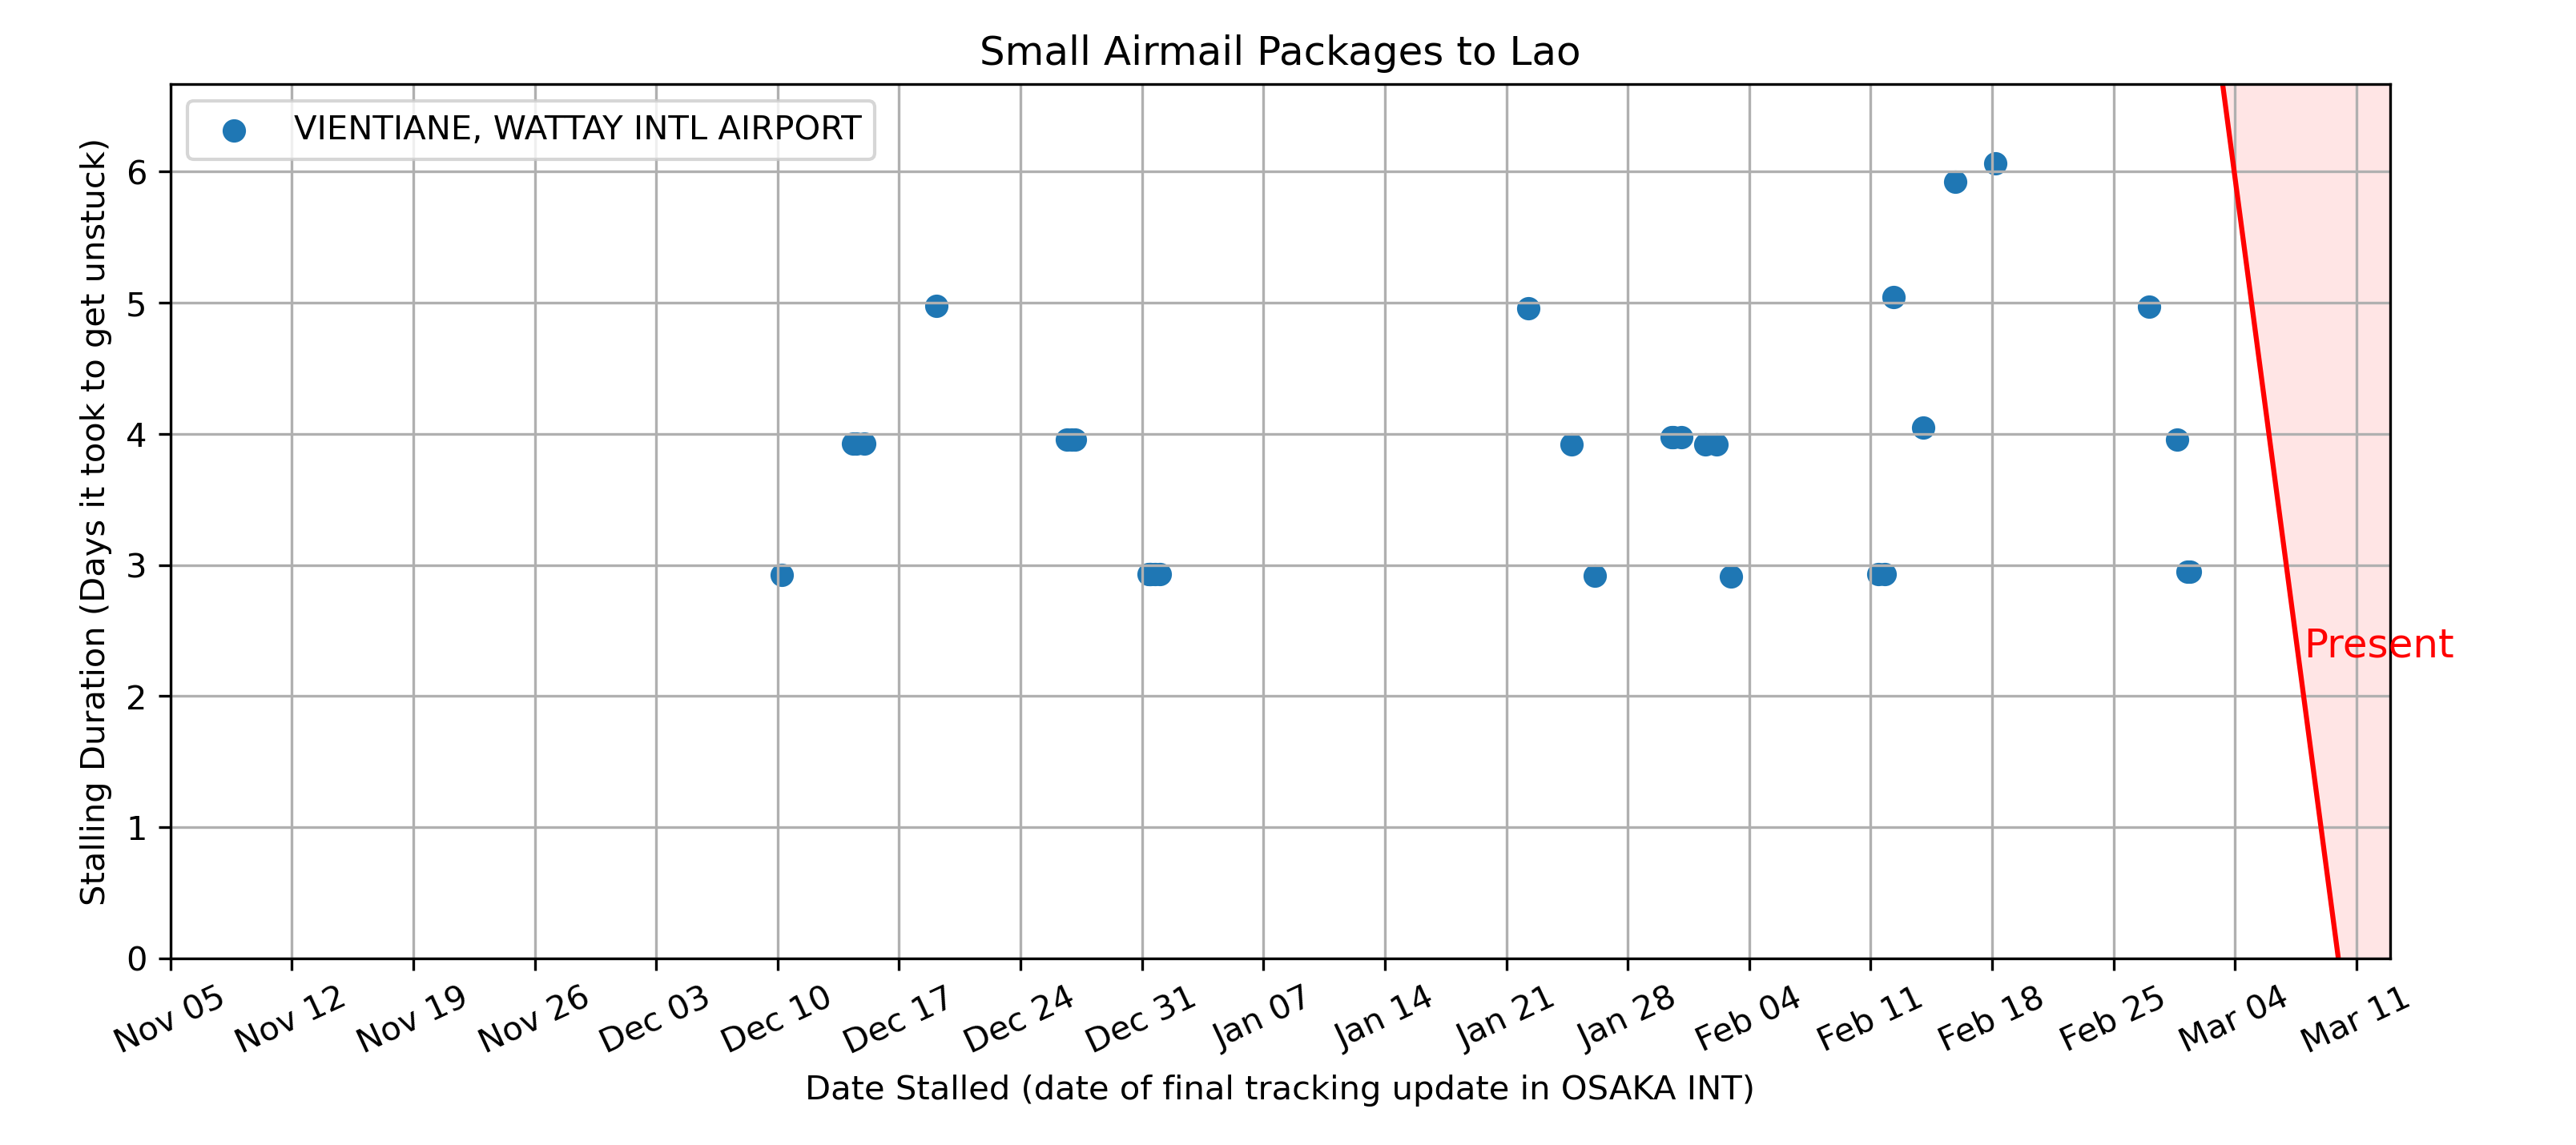 Small Airmail Packages to Lao
VIENTIANE, WATTAY INTL AIRPORT
Stalling Duration (Days it took to get unstuck)
6
5
4
3
2
1
0
Present
Nov 05
Nov 12
Nov 19
Nov 26
Dec 03
Dec 10
Dec 17
Dec 24
Dec 31
Jan 07
Jan 14
Jan 21
Jan 28
Feb 04
Feb 11
Feb 18
Feb 25
Mar 04
Mar 11
Date Stalled (date of final tracking update in OSAKA INT)